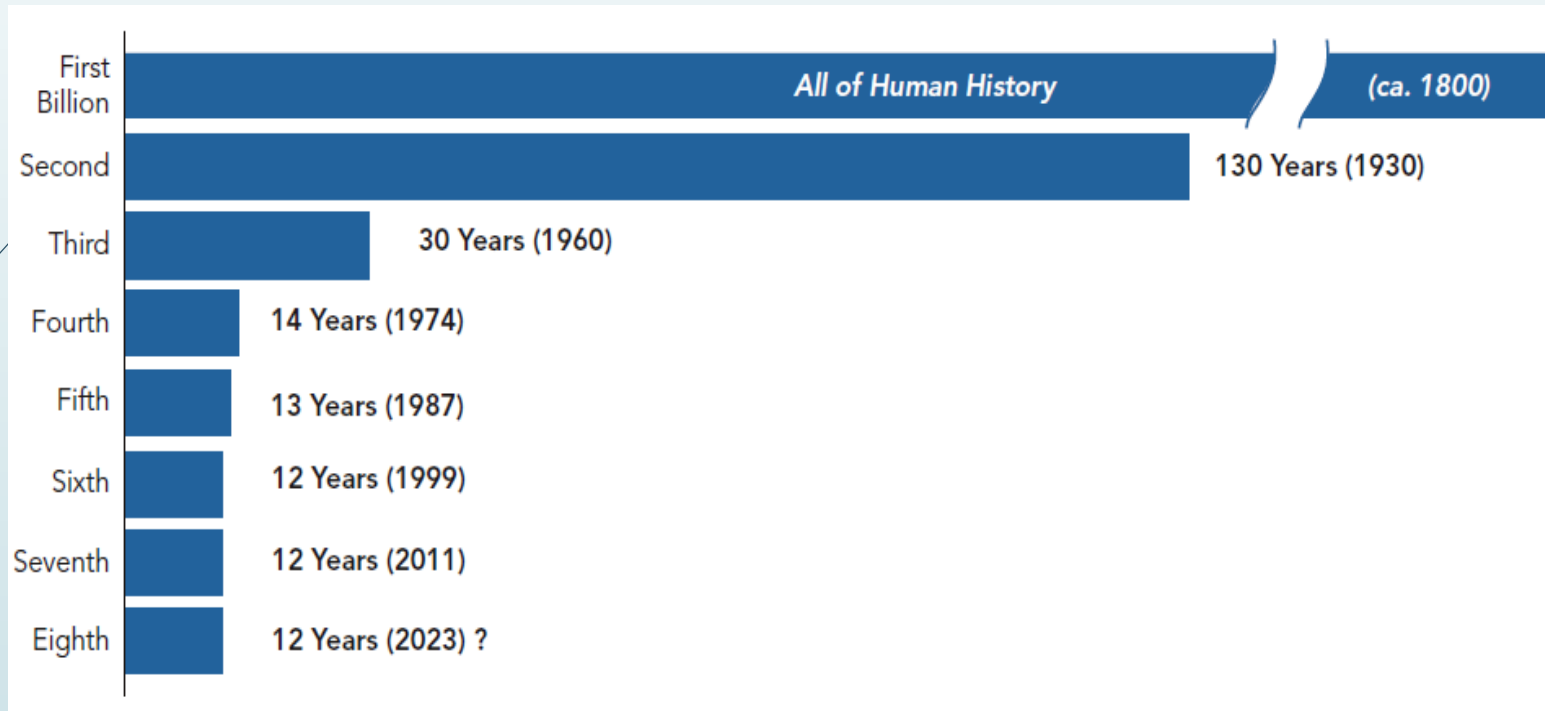 First
Billion
All of Human History
(ca. 1800)
Second
130 Years (1930)
Third
30 Years (1960)
Fourth
14 Years (1974)
Fifth
13 Years (1987)
Sixth
12 Years (1999)
Seventh
12 Years (2011)
Eighth
12 Years (2023) ?